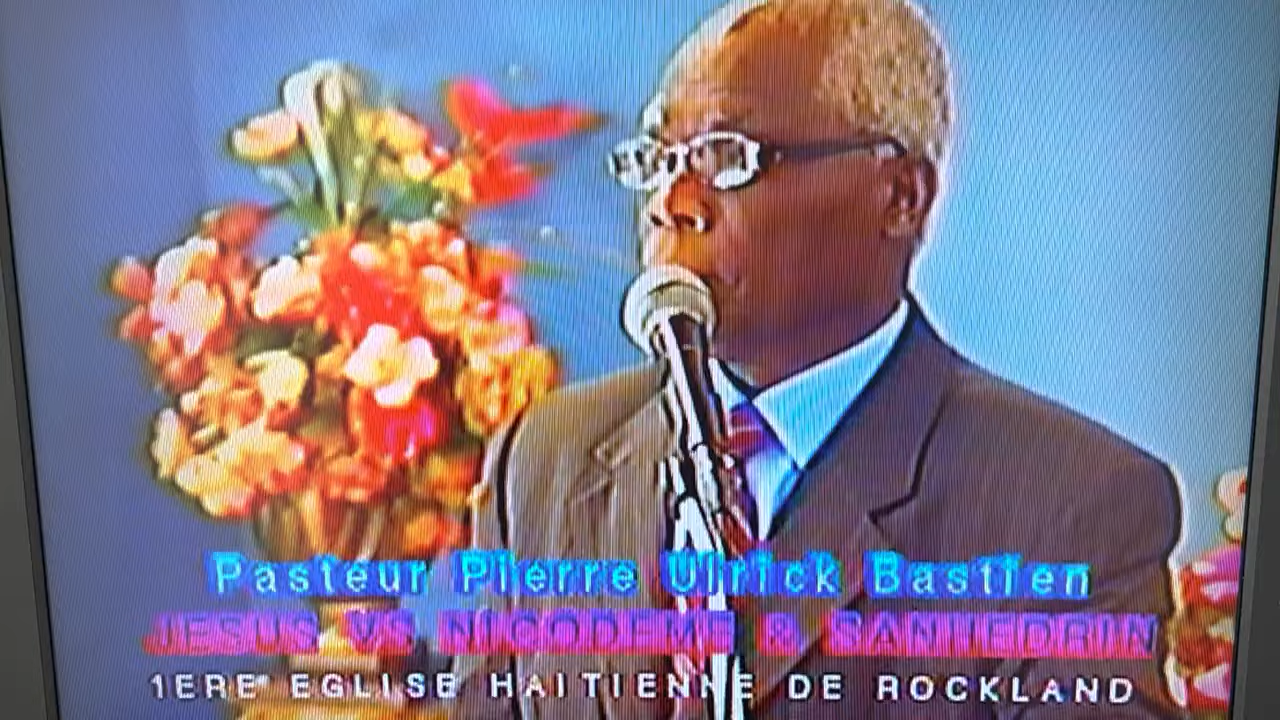 Pasteur Pierre Ulrick Bastien
JESUS VS NICODEME & SANHEDRIN
1ERE EGLISE HAITIENNE DE ROCKLAND